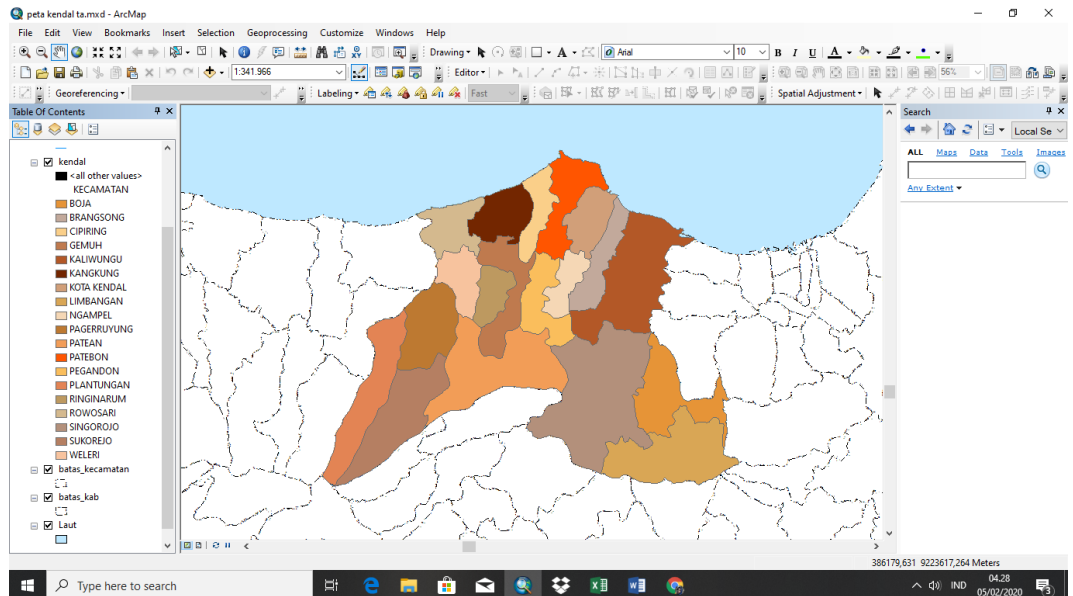 peta kendal ta.mxd - ArcMap
File Edit View Bookmarks Insert Selection Geoprocessing Customize Windows Help
Drawing Arial 10 B I U A
1:341.966 Editor 56%
Georeferencing Labeling Fast Spatial Adjustment
Table Of Contents
kendal
<all other values>
KECAMATAN
BOJA
BRANGSONG
CIPIRING
GEMUH
KALIWUNGU
KANGKUNG
KOTA KENDAL
LIMBANGAN
NGAMPEL
PAGERRUYUNG
PATEAN
PATEBON
PEGANDON
PLANTUNGAN
RINGINARUM
ROWOSARI
SINGOROJO
SUKOREJO
WELERI
batas_kecamatan
batas_kab
Laut
Search
Local Se
ALL Maps Data Tools Images
Any Extent
386179,631 9223617,264 Meters
Type here to search
IND
04.28
05/02/2020
3